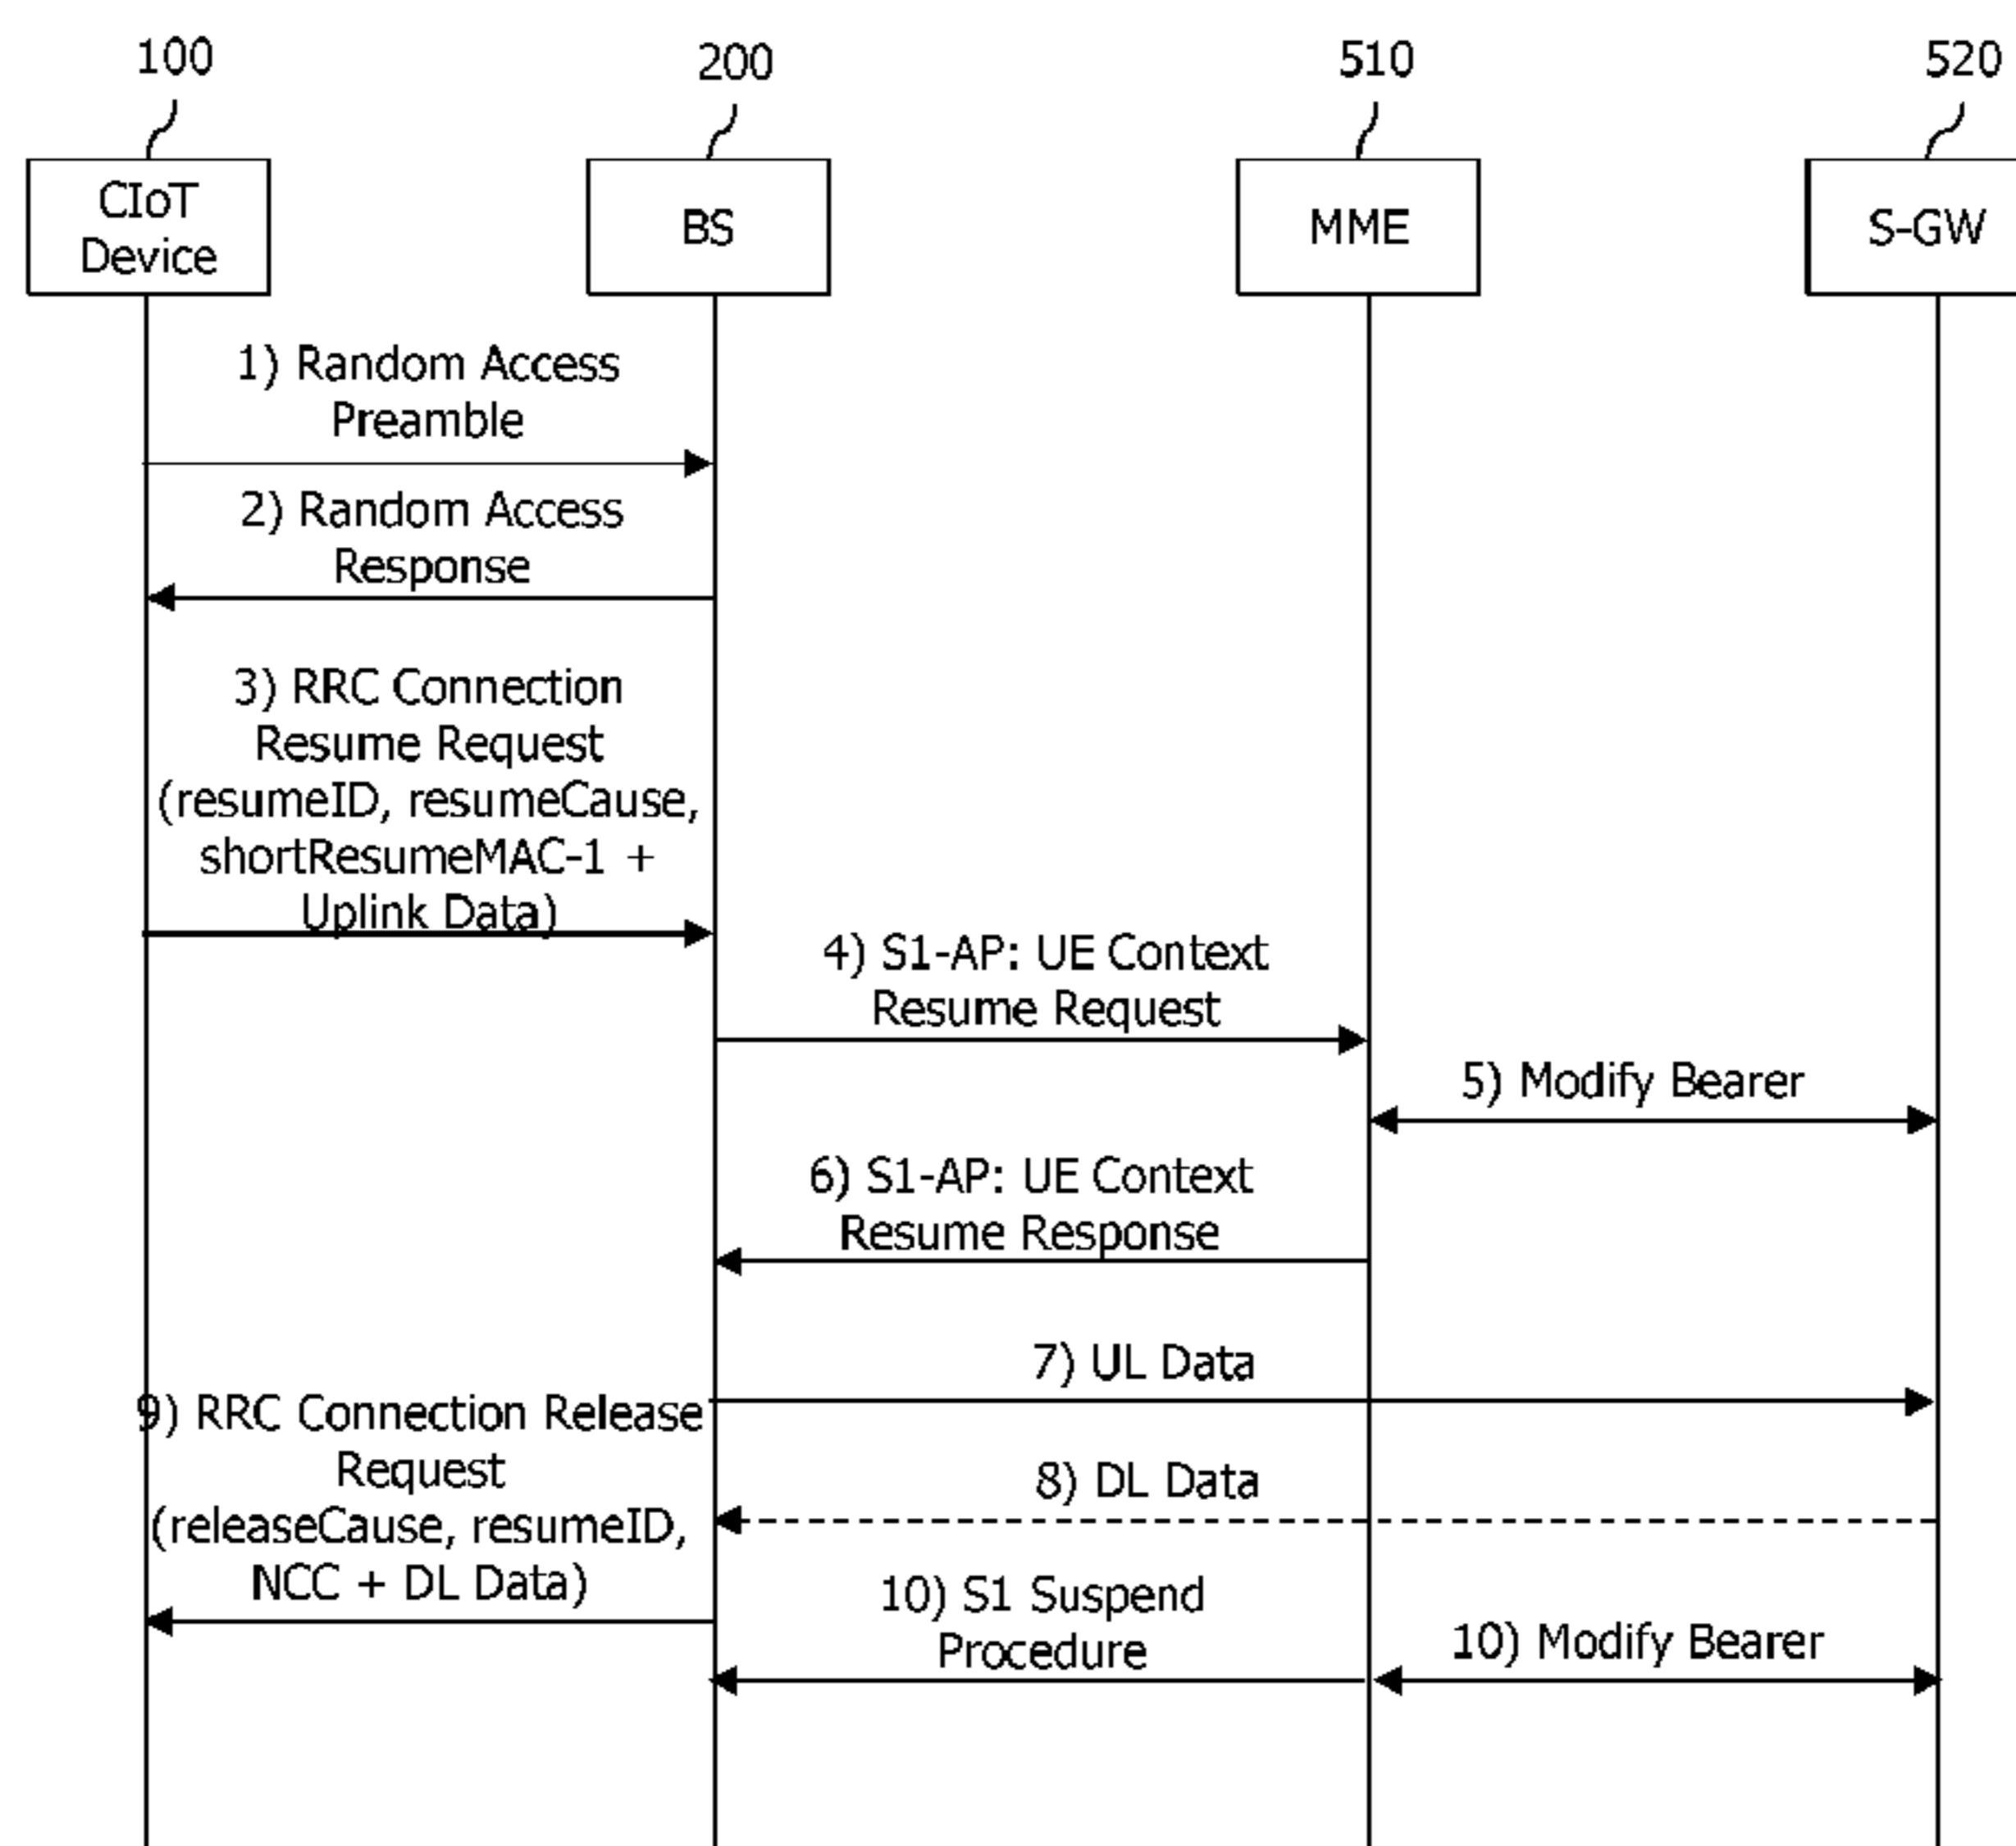 100
200
510
520
CIoT
Device
BS
MME
S-GW
1) Random Access
Preamble
2) Random Access
Response
3) RRC Connection
Resume Request
(resumeID, resumeCause,
shortResumeMAC-1 +
Uplink Data)
4) S1-AP: UE Context
Resume Request
5) Modify Bearer
6) S1-AP: UE Context
Resume Response
7) UL Data
8) DL Data
9) RRC Connection Release
Request
(releaseCause, resumeID,
NCC + DL Data)
10) S1 Suspend
Procedure
10) Modify Bearer